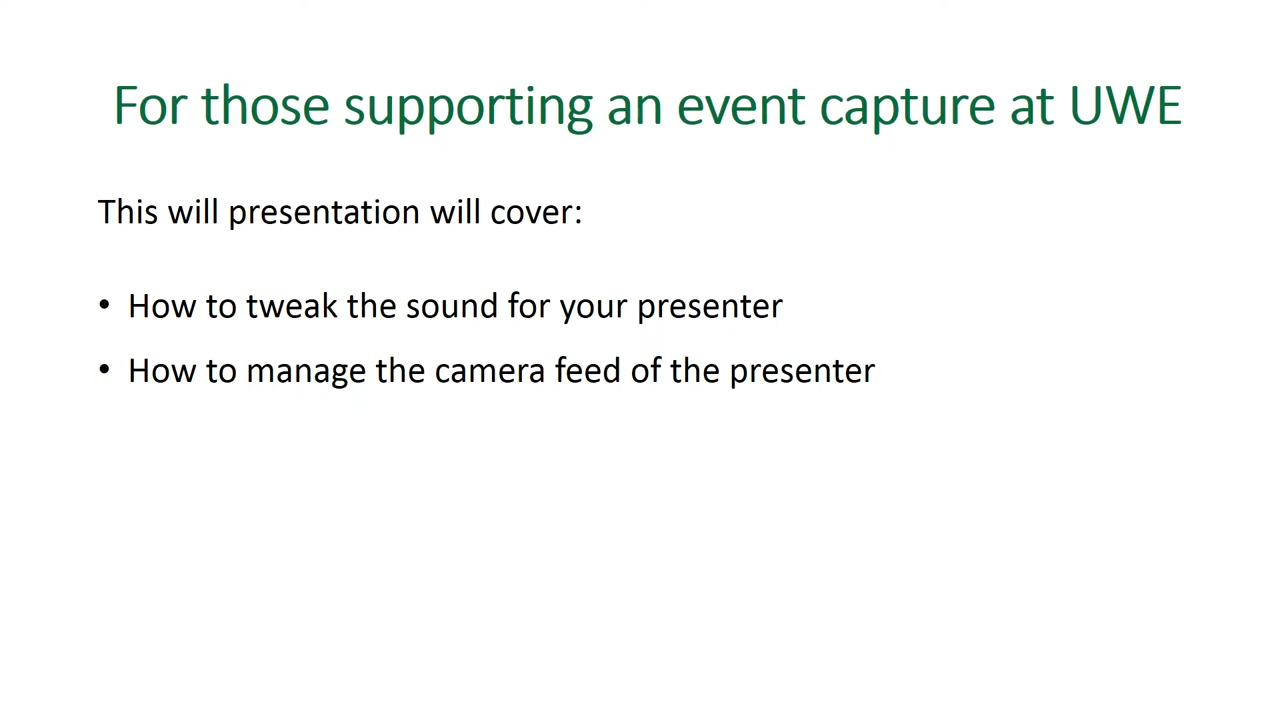 For those supporting an event capture at UWE
This will presentation will cover:
• How to tweak the sound for your presenter
• How to manage the camera feed of the presenter